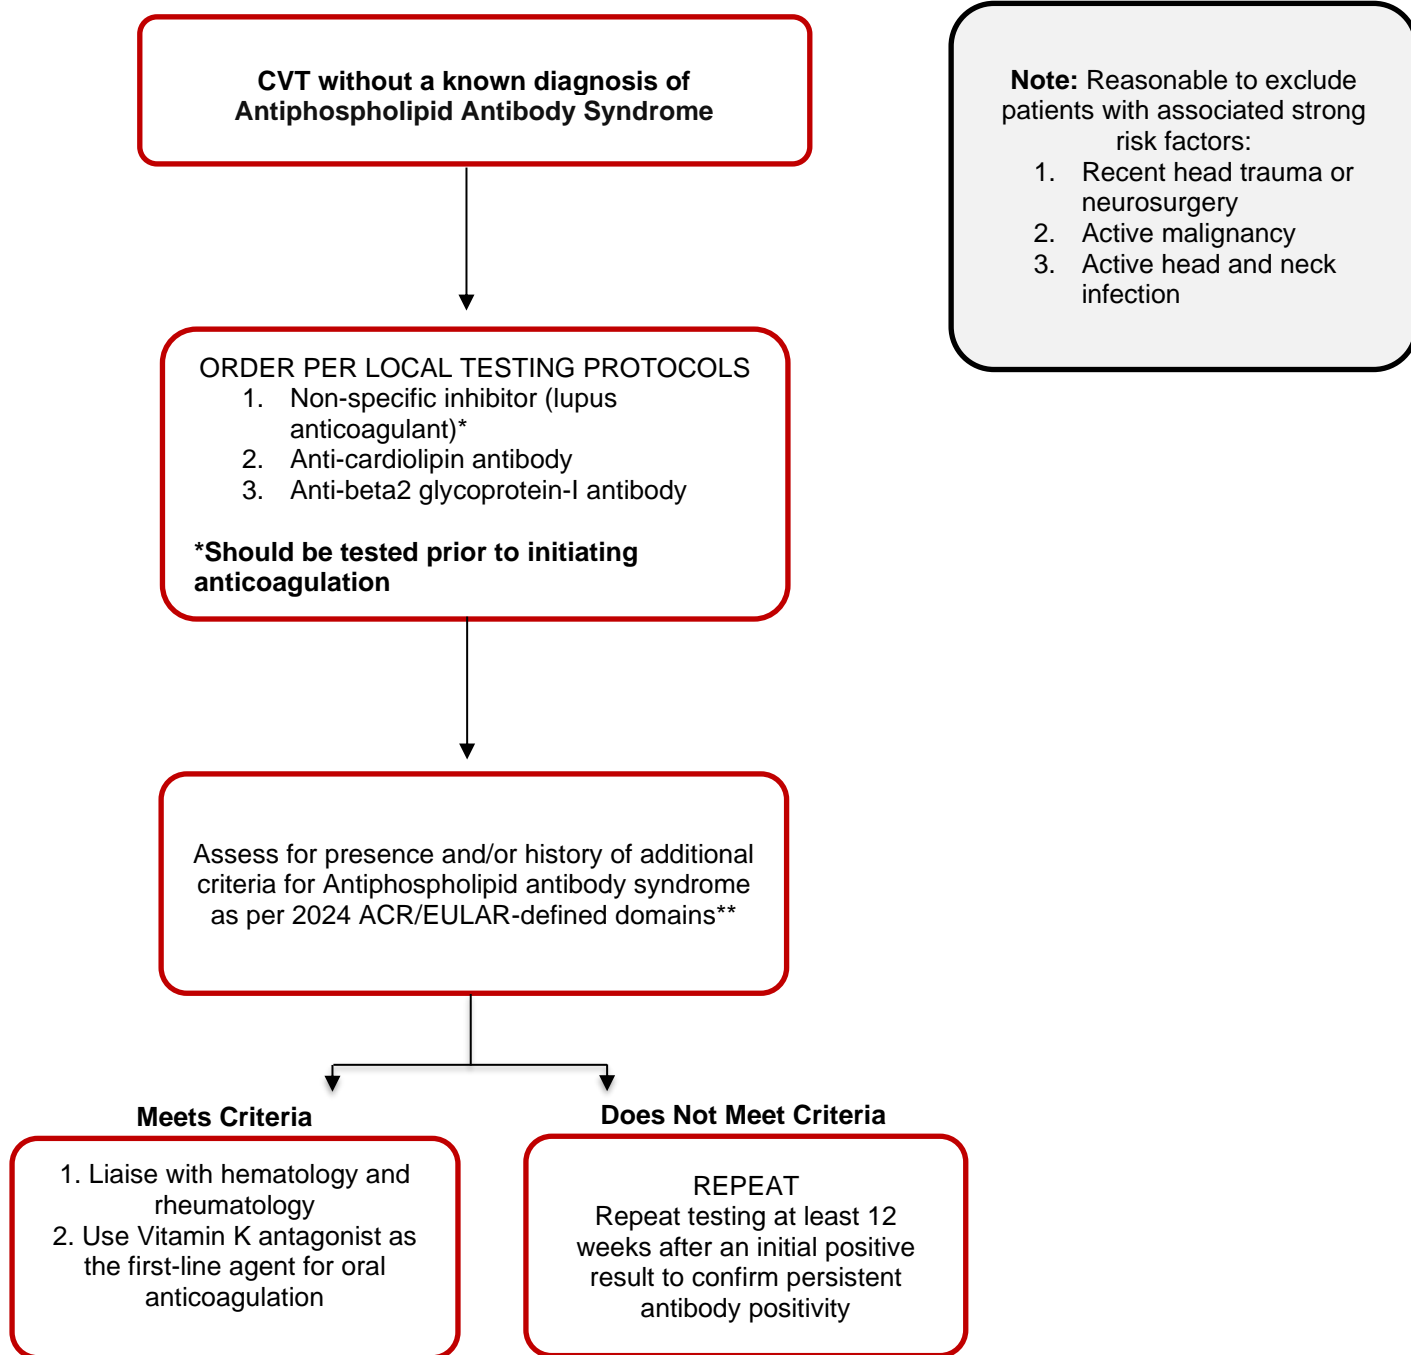 CVT without a known diagnosis of
Antiphospholipid Antibody Syndrome
Note: Reasonable to exclude
patients with associated strong
risk factors:
1. Recent head trauma or
neurosurgery
2. Active malignancy
3. Active head and neck
infection
ORDER PER LOCAL TESTING PROTOCOLS
1. Non-specific inhibitor (lupus
anticoagulant)*
2. Anti-cardiolipin antibody
3. Anti-beta2 glycoprotein-I antibody
*Should be tested prior to initiating
anticoagulation
Assess for presence and/or history of additional
criteria for Antiphospholipid antibody syndrome
as per 2024 ACR/EULAR-defined domains**
Meets Criteria
1. Liaise with hematology and
rheumatology
2. Use Vitamin K antagonist as
the first-line agent for oral
anticoagulation
Does Not Meet Criteria
REPEAT
Repeat testing at least 12
weeks after an initial positive
result to confirm persistent
antibody positivity